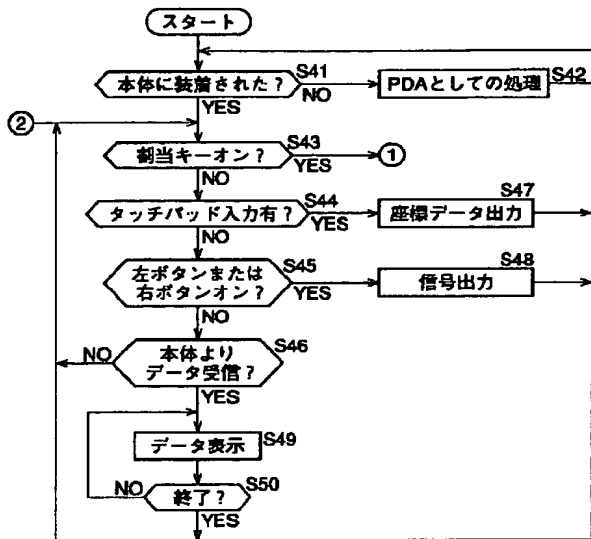 スタート
本体に装着された？
S41
YES
NO
PDAとしての処理
S42
②
割当キーオン？
S43
YES
NO
①
タッチパッド入力有？
S44
YES
NO
座標データ出力
S47
左ボタンまたは
右ボタンオン？
S45
YES
NO
信号出力
S48
本体より
データ受信？
S46
NO
YES
データ表示
S49
終了？
S50
NO
YES